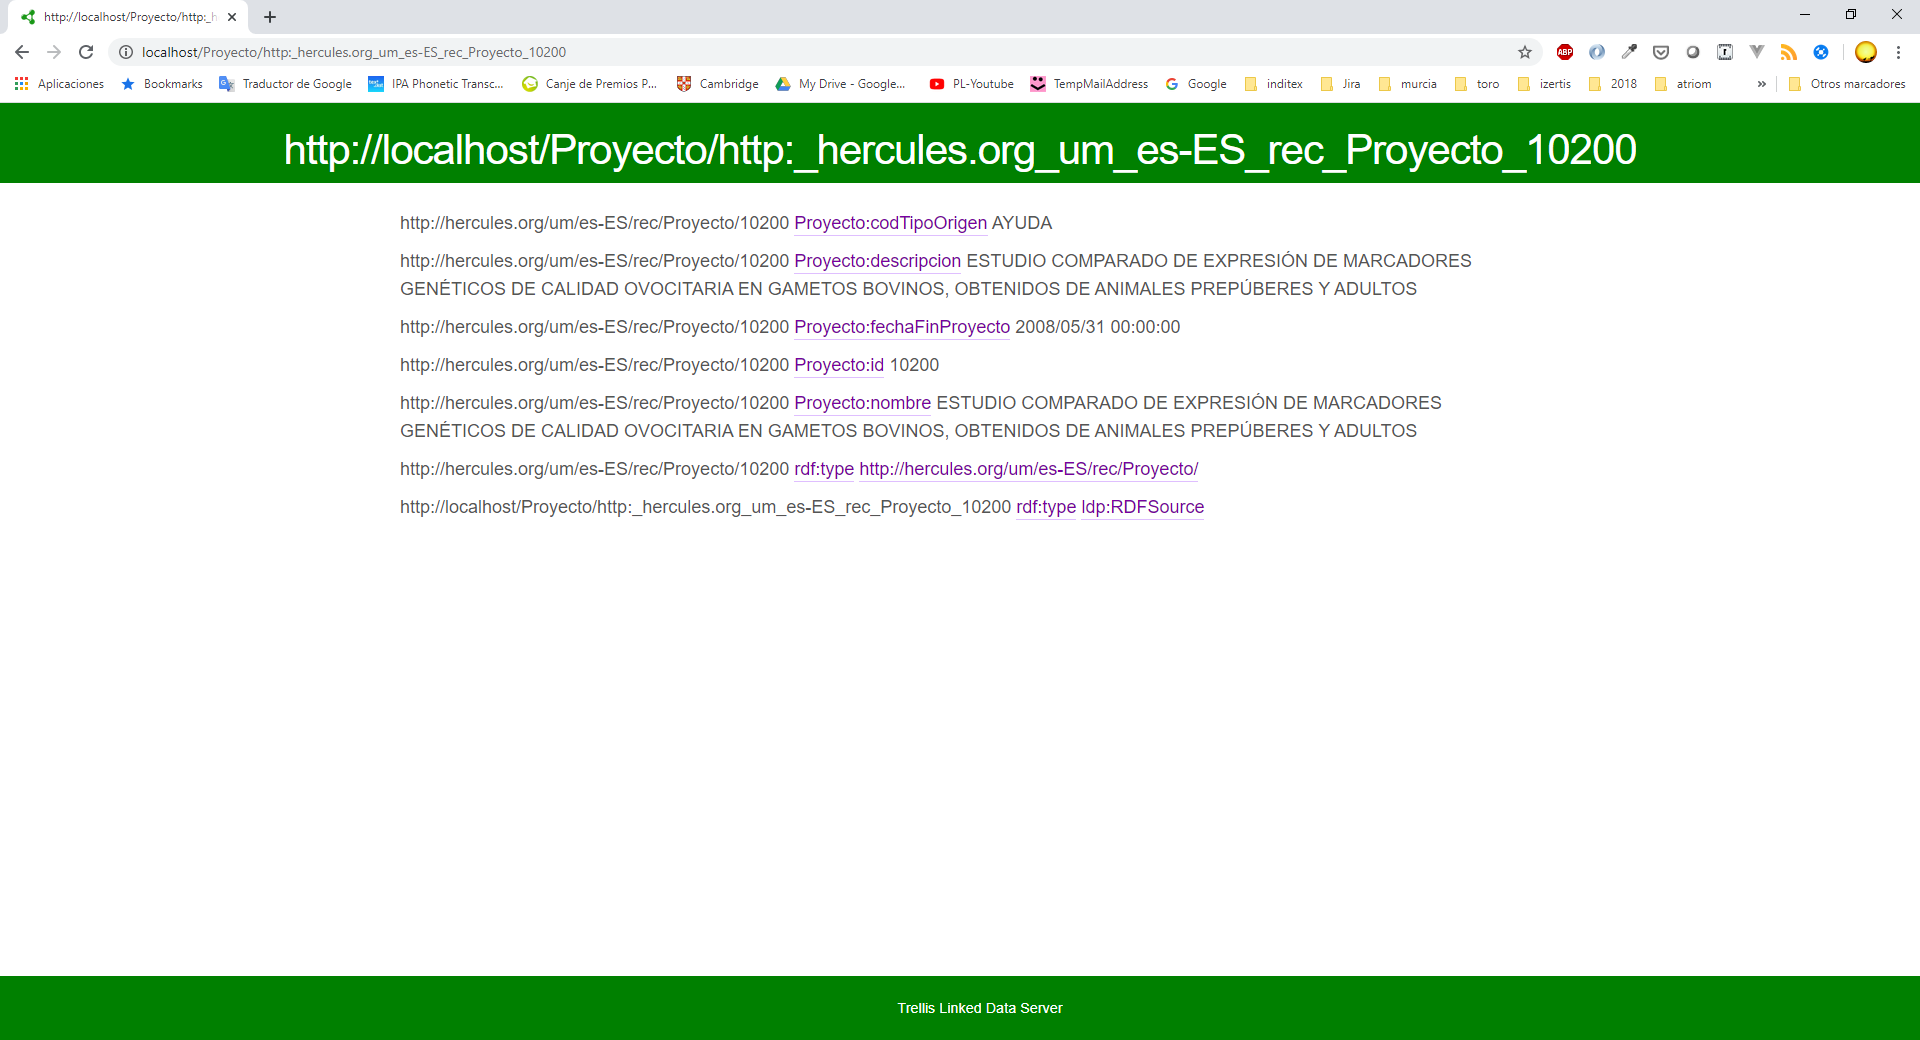 http://localhost/Proyecto/http:_h
localhost/Proyecto/http:_hercules.org_um_es-ES_rec_Proyecto_10200
ABP
Aplicaciones Bookmarks Traductor de Google IPA Phonetic Transc... Canje de Premios P... Cambridge My Drive - Google... PL-Youtube TempMailAddress Google inditex Jira murcia toro izertis 2018 atriom » Otros marcadores
http://localhost/Proyecto/http:_hercules.org_um_es-ES_rec_Proyecto_10200
http://hercules.org/um/es-ES/rec/Proyecto/10200 Proyecto:codTipoOrigen AYUDA
http://hercules.org/um/es-ES/rec/Proyecto/10200 Proyecto:descripcion ESTUDIO COMPARADO DE EXPRESIÓN DE MARCADORES
GENÉTICOS DE CALIDAD OVOCITARIA EN GAMETOS BOVINOS, OBTENIDOS DE ANIMALES PREPÚBERES Y ADULTOS
http://hercules.org/um/es-ES/rec/Proyecto/10200 Proyecto:fechaFinProyecto 2008/05/31 00:00:00
http://hercules.org/um/es-ES/rec/Proyecto/10200 Proyecto:id 10200
http://hercules.org/um/es-ES/rec/Proyecto/10200 Proyecto:nombre ESTUDIO COMPARADO DE EXPRESIÓN DE MARCADORES
GENÉTICOS DE CALIDAD OVOCITARIA EN GAMETOS BOVINOS, OBTENIDOS DE ANIMALES PREPÚBERES Y ADULTOS
http://hercules.org/um/es-ES/rec/Proyecto/10200 rdf:type http://hercules.org/um/es-ES/rec/Proyecto/
http://localhost/Proyecto/http:_hercules.org_um_es-ES_rec_Proyecto_10200 rdf:type ldp:RDFSource
Trellis Linked Data Server